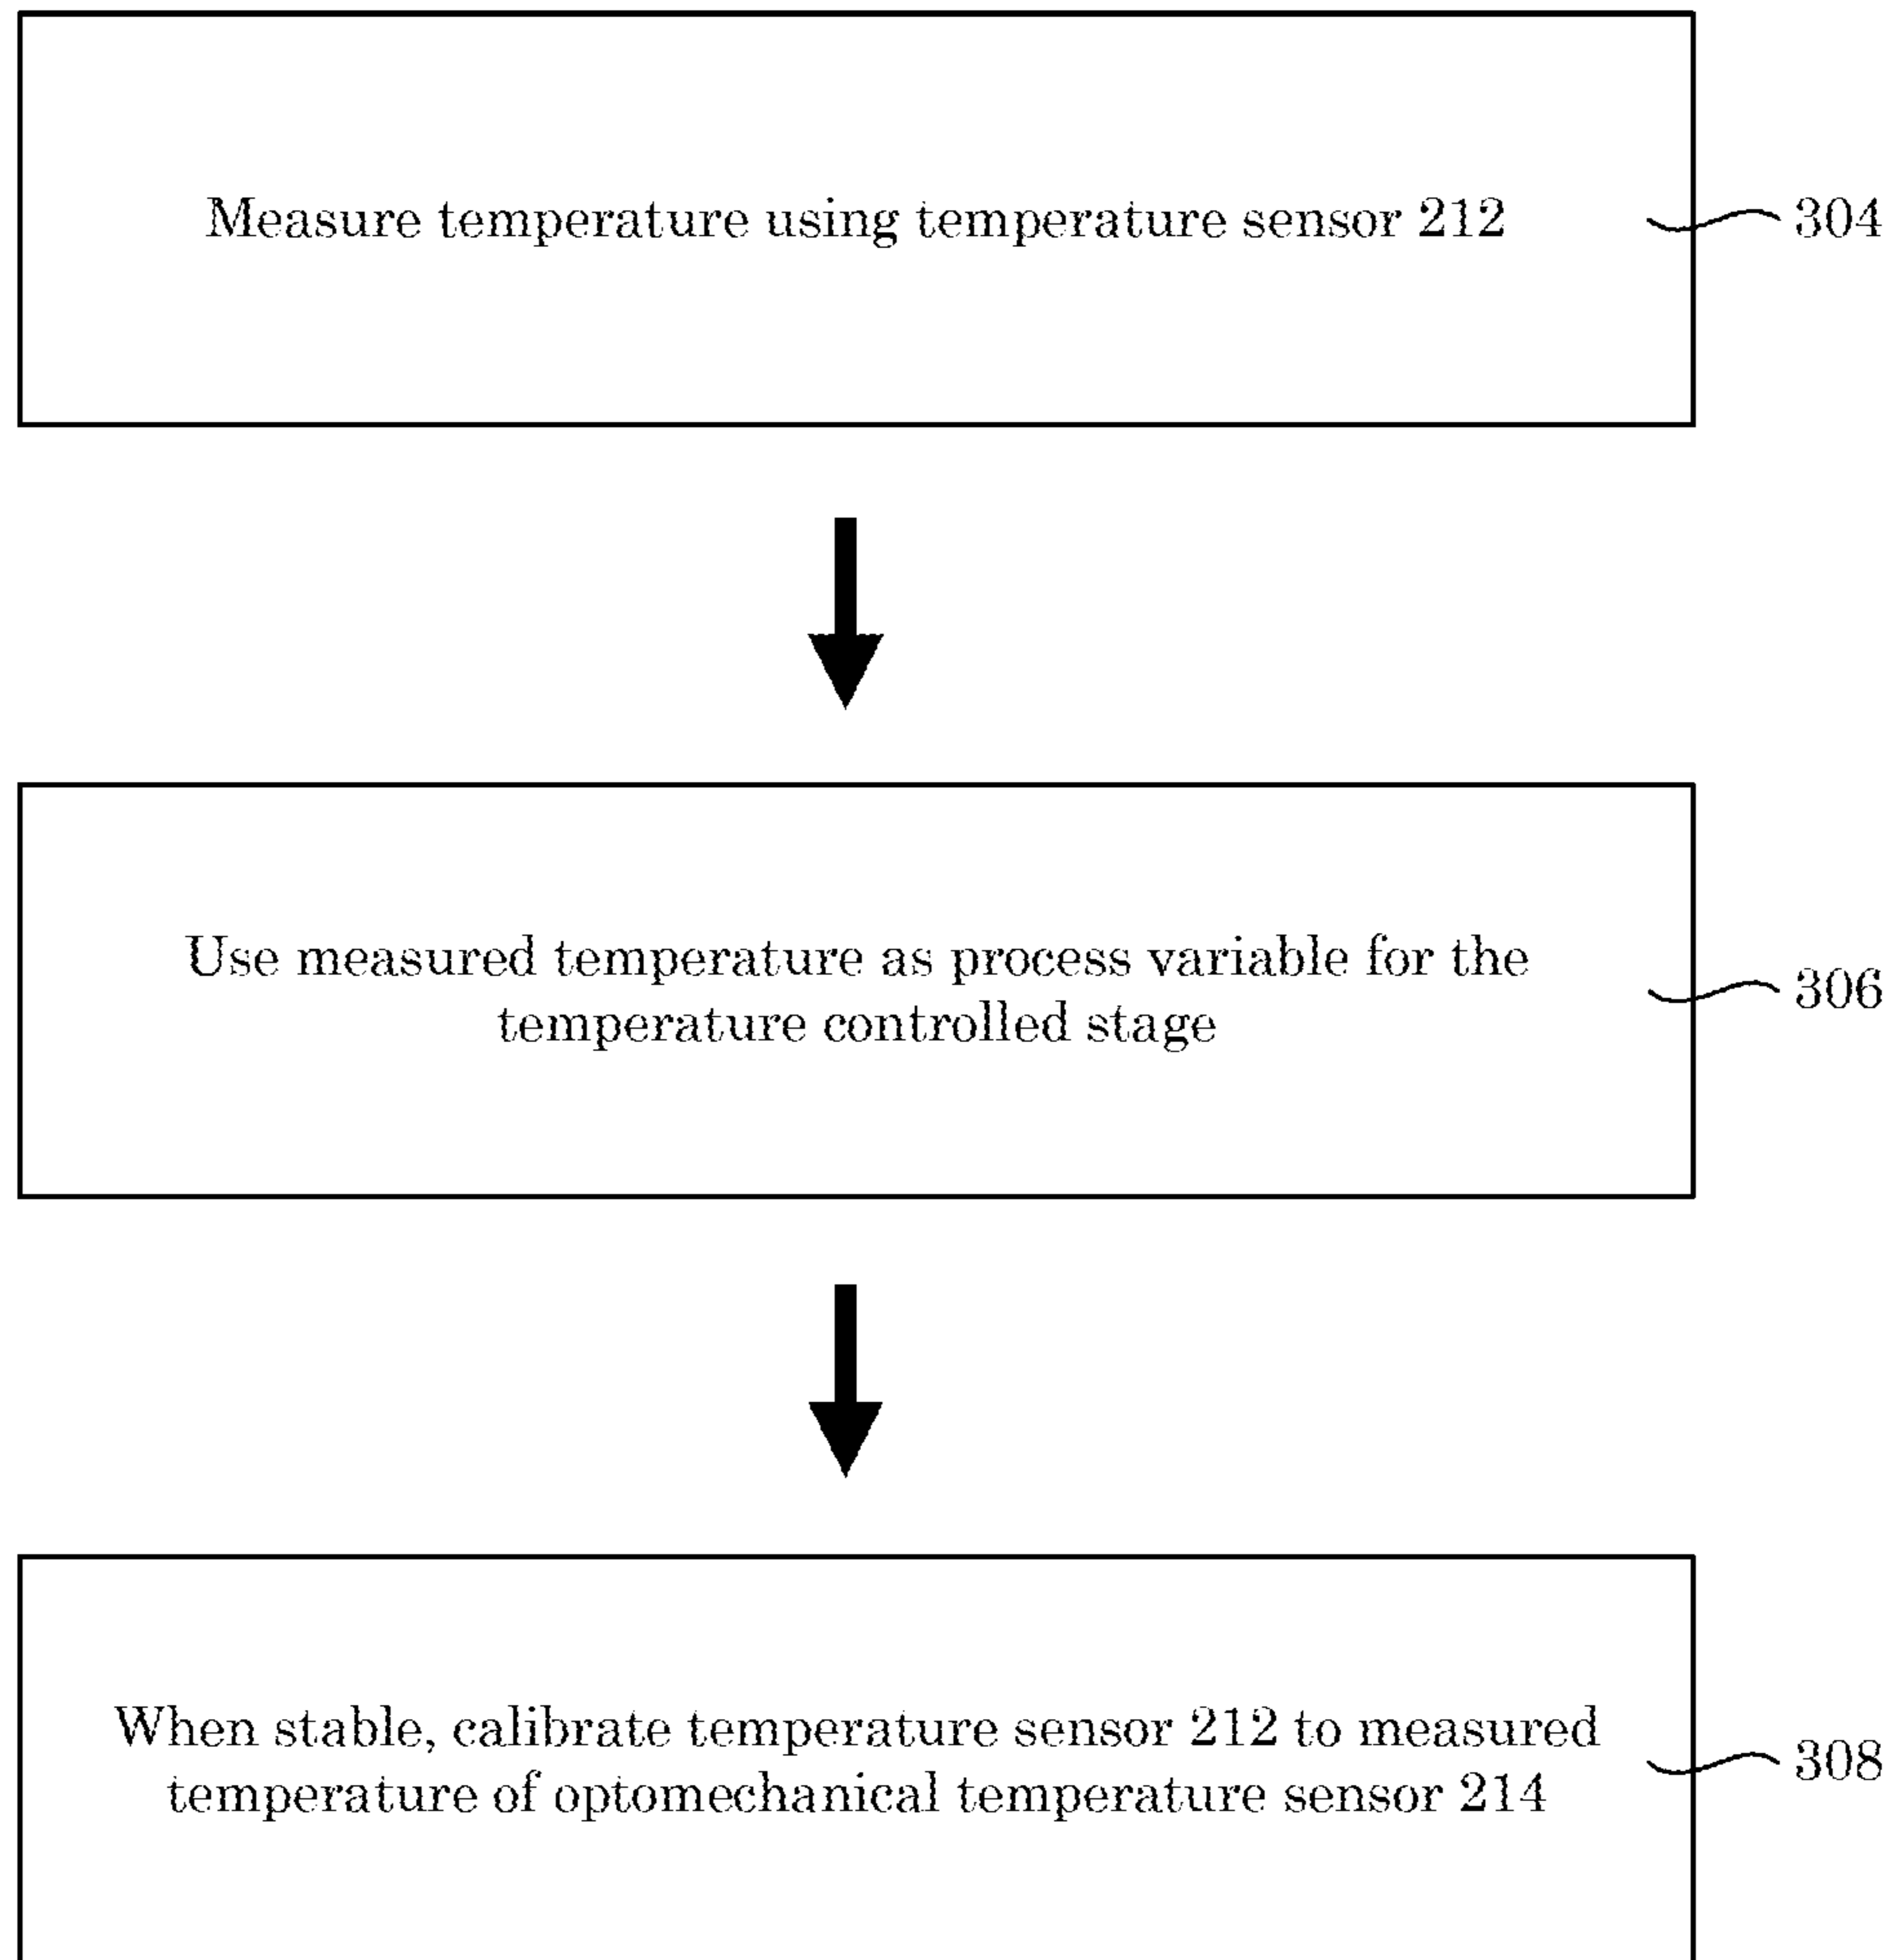 Measure temperature using temperature sensor 212
304
Use measured temperature as process variable for the
temperature controlled stage
306
When stable, calibrate temperature sensor 212 to measured
temperature of optomechanical temperature sensor 214
308